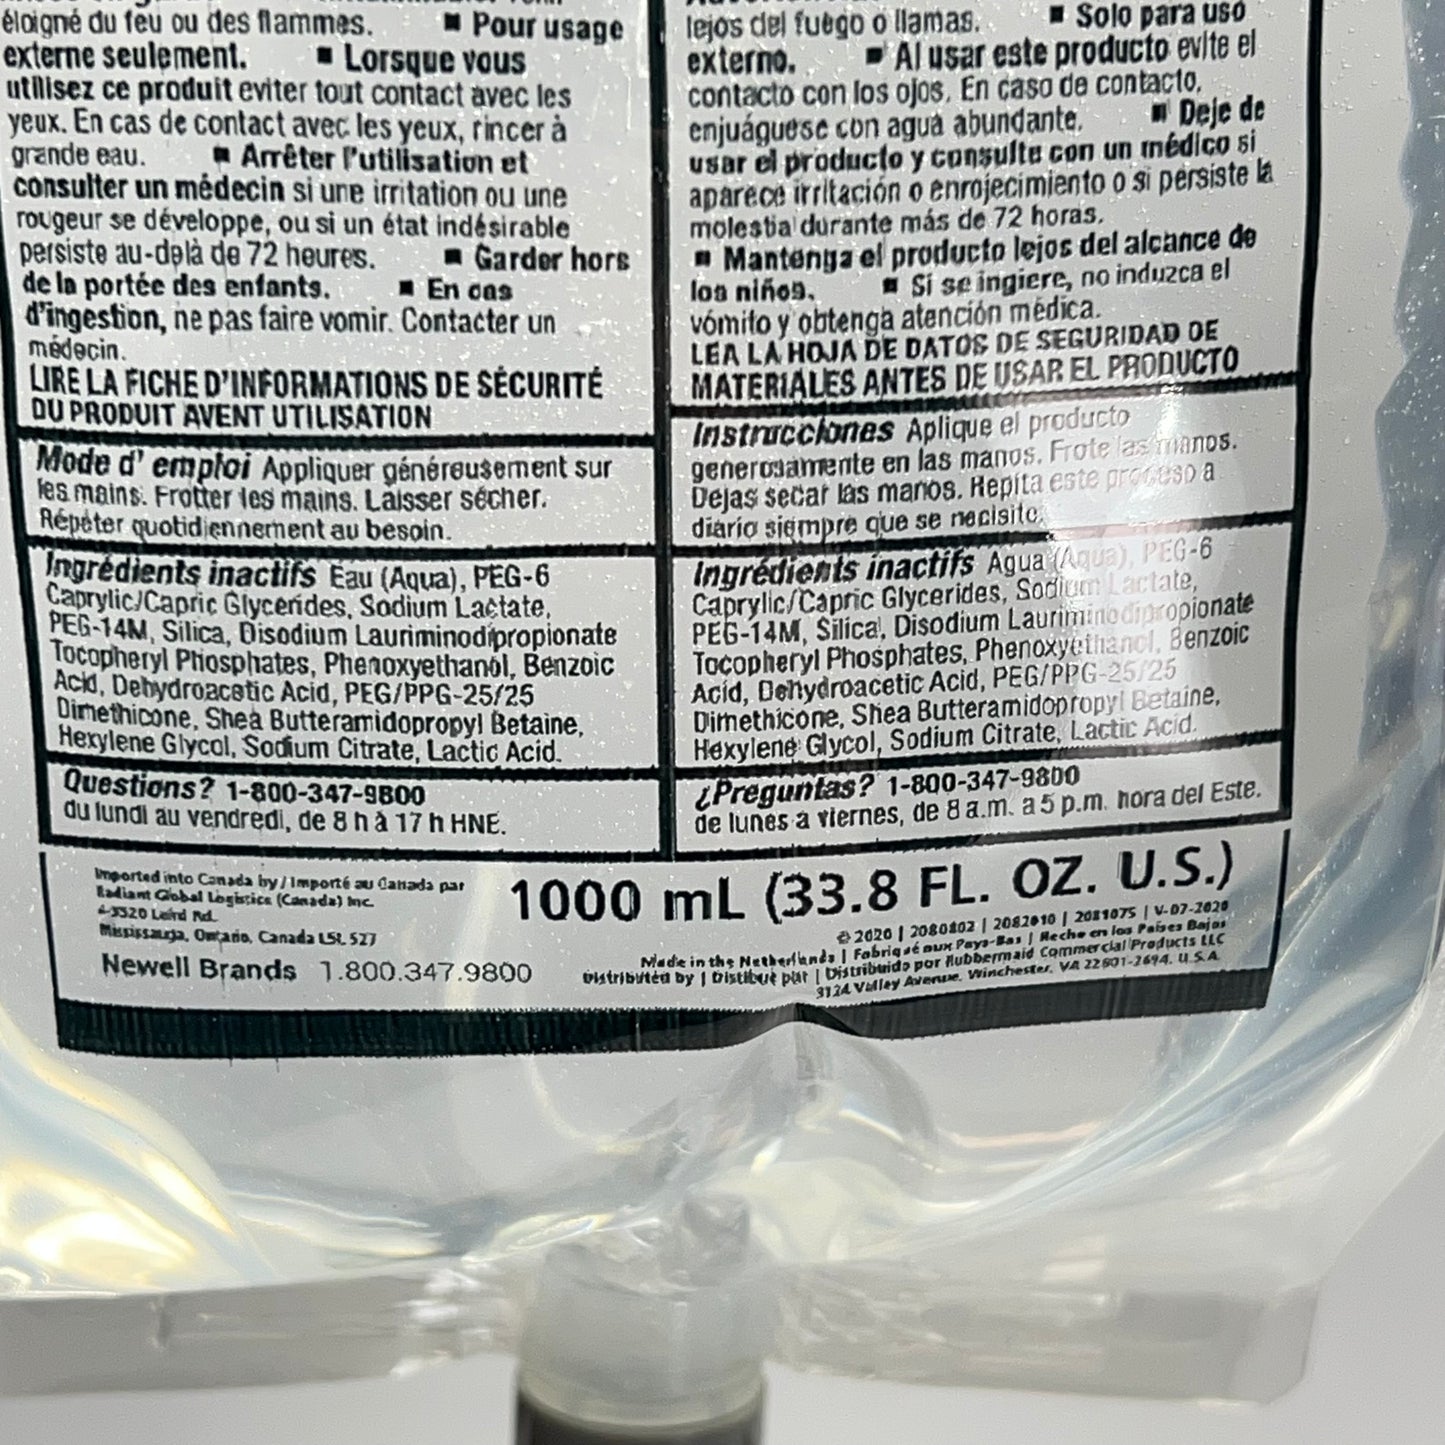 éloigné du feu ou des flammes. ■ Pour usage
externe seulement. ■ Lorsque vous
utilisez ce produit eviter tout contact avec les
yeux. En cas de contact avec les yeux, rincer à
grande eau. ■ Arrêter l'utilisation et
consulter un médecin si une irritation ou une
rougeur se développe, ou si un état indésirable
persiste au-delà de 72 heures. ■ Garder hors
de la portée des enfants. ■ En cas
d'ingestion, ne pas faire vomir. Contacter un
médecin.
LIRE LA FICHE D'INFORMATIONS DE SÉCURITÉ
DU PRODUIT AVENT UTILISATION
Mode d' emploi Appliquer généreusement sur
les mains. Frotter les mains. Laisser sécher.
Répéter quotidiennement au besoin.
Ingrédients inactifs Eau (Aqua), PEG-6
Caprylic/Capric Glycerides, Sodium Lactate,
PEG-14M, Silica, Disodium Lauriminodipropionate
Tocopheryl Phosphates, Phenoxyethanol, Benzoic
Acid, Dehydroacetic Acid, PEG/PPG-25/25
Dimethicone, Shea Butteramidopropyl Betaine,
Hexylene Glycol, Sodium Citrate, Lactic Acid.
Questions? 1-800-347-9800
du lundi au vendredi, de 8 h à 17 h HNE.
lejos del fuego o llamas. ■ Solo para uso
externo. ■ Al usar este producto evite el
contacto con los ojos. En caso de contacto,
enjuáguese con agua abundante. ■ Deje de
usar el producto y consulte con un médico si
aparece irritación o enrojecimiento o si persiste la
molestia durante más de 72 horas.
■ Mantenga el producto lejos del alcance de
los niños. ■ Si se ingiere, no induzca el
vómito y obtenga atención médica.
LEA LA HOJA DE DATOS DE SEGURIDAD DE
MATERIALES ANTES DE USAR EL PRODUCTO
Instrucciones Aplique el producto
generosamente en las manos. Frote las manos.
Dejas secar las manos. Repita este proceso a
diario siempre que se necisite.
Ingrédients inactifs Agua (Aqua), PEG-6
Caprylic/Capric Glycerides, Sodium Lactate,
PEG-14M, Silica, Disodium Lauriminodipropionate
Tocopheryl Phosphates, Phenoxyethanol, Benzoic
Acid, Dehydroacetic Acid, PEG/PPG-25/25
Dimethicone, Shea Butteramidopropyl Betaine,
Hexylene Glycol, Sodium Citrate, Lactic Acid.
¿Preguntas? 1-800-347-9800
de lunes a viernes, de 8 a.m. a 5 p.m. hora del Este.
Imported into Canada by / Importé au Canada par
Radiant Global Logistics (Canada) Inc.
4-3520 Laird Rd.
Mississauga, Ontario, Canada L5L 5Z7
Newell Brands 1.800.347.9800
1000 mL (33.8 FL. OZ. U.S.)
© 2020 | 2080802 | 2082010 | 2081075 | V-07-2020
Made in the Netherlands | Fabriqué aux Pays-Bas | Hecho en los Países Bajos
Distributed by | Distibué par | Distribuido por Rubbermaid Commercial Products LLC
3124 Valley Avenue, Winchester, VA 22601-2694, U.S.A.